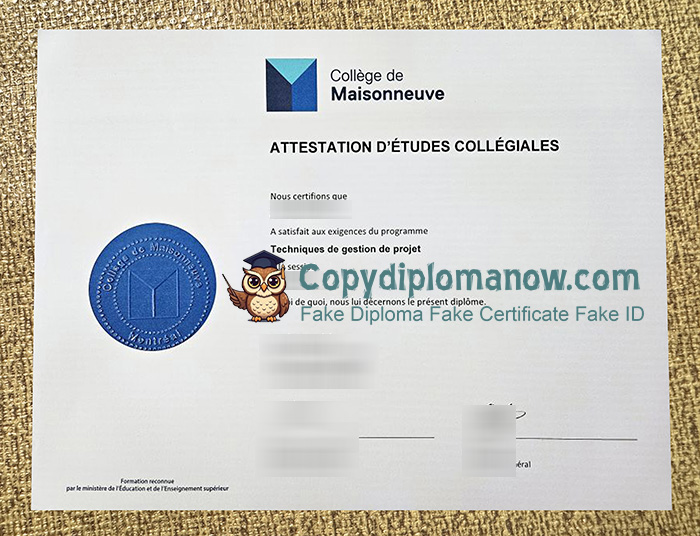 Collège de
Maisonneuve
ATTESTATION D'ÉTUDES COLLÉGIALES
Nous certifions que
A satisfait aux exigences du programme
Techniques de gestion de projet
Copydiplomanow.com
de quoi, nous lui décernons le présent diplôme.
Fake Diploma Fake Certificate Fake ID
Collège de Maisonneuve
Montréal
Formation reconnue
par le ministère de l'Éducation et de l'Enseignement supérieur